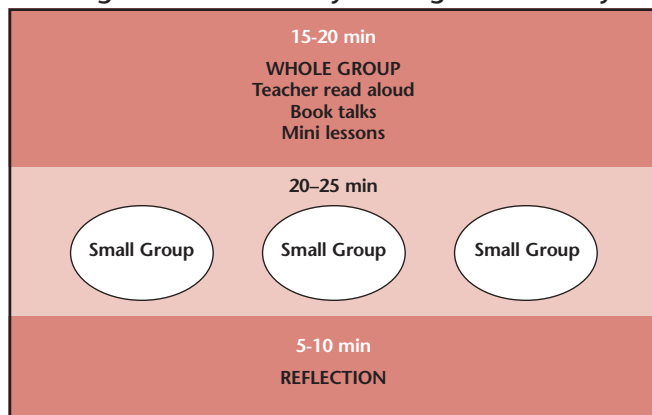 15-20 min
WHOLE GROUP
Teacher read aloud
Book talks
Mini lessons
20–25 min
Small Group Small Group Small Group
5-10 min
REFLECTION